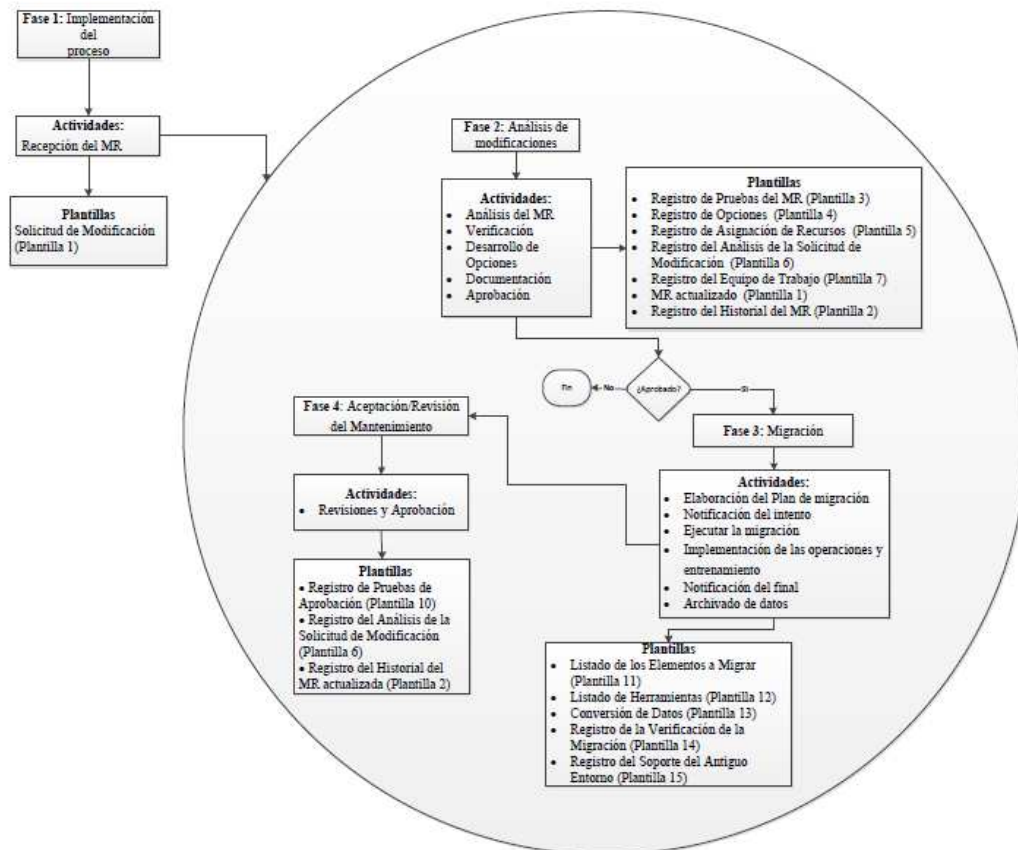 Fase 1: Implementación
del
proceso
Actividades:
Recepción del MR
Plantillas
Solicitud de Modificación
(Plantilla 1)
Fase 2: Análisis de
modificaciones
Actividades:
• Análisis del MR
• Verificación
• Desarrollo de
Opciones
• Documentación
• Aprobación
Plantillas
• Registro de Pruebas del MR (Plantilla 3)
• Registro de Opciones (Plantilla 4)
• Registro de Asignación de Recursos (Plantilla 5)
• Registro del Análisis de la Solicitud de
Modificación (Plantilla 6)
• Registro del Equipo de Trabajo (Plantilla 7)
• MR actualizado (Plantilla 1)
• Registro del Historial del MR (Plantilla 2)
¿Aprobado?
No
Fin
Si
Fase 3: Migración
Actividades:
• Elaboración del Plan de migración
• Notificación del intento
• Ejecutar la migración
• Implementación de las operaciones y
entrenamiento
• Notificación del final
• Archivado de datos
Plantillas
• Listado de los Elementos a Migrar
(Plantilla 11)
• Listado de Herramientas (Plantilla 12)
• Conversión de Datos (Plantilla 13)
• Registro de la Verificación de la
Migración (Plantilla 14)
• Registro del Soporte del Antiguo
Entorno (Plantilla 15)
Fase 4: Aceptación/Revisión
del Mantenimiento
Actividades:
• Revisiones y Aprobación
Plantillas
• Registro de Pruebas de
Aprobación (Plantilla 10)
• Registro del Análisis de la
Solicitud de Modificación
(Plantilla 6)
• Registro del Historial del
MR actualizada (Plantilla 2)